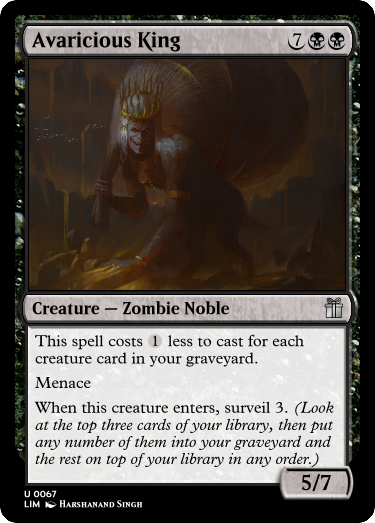 Avaricious King 7
Creature — Zombie Noble
This spell costs 1 less to cast for each
creature card in your graveyard.
Menace
When this creature enters, surveil 3. (Look
at the top three cards of your library, then put
any number of them into your graveyard and
the rest on top of your library in any order.)
5/7
U 0067
LIM Harshanand Singh